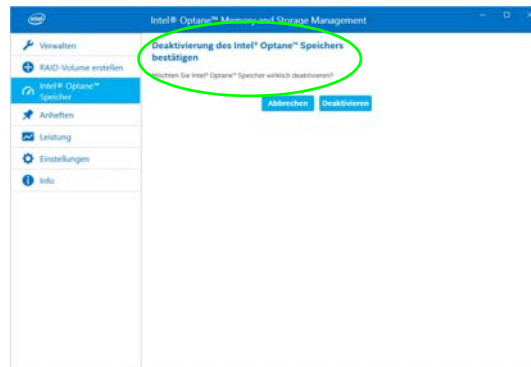 intel
Intel® Optane™ Memory and Storage Management
Verwalten
RAID-Volume erstellen
Intel® Optane™
Speicher
Anheften
Leistung
Einstellungen
Info
Deaktivierung des Intel® Optane™ Speichers
bestätigen
Möchten Sie Intel® Optane™ Speicher wirklich deaktivieren?
Abbrechen
Deaktivieren